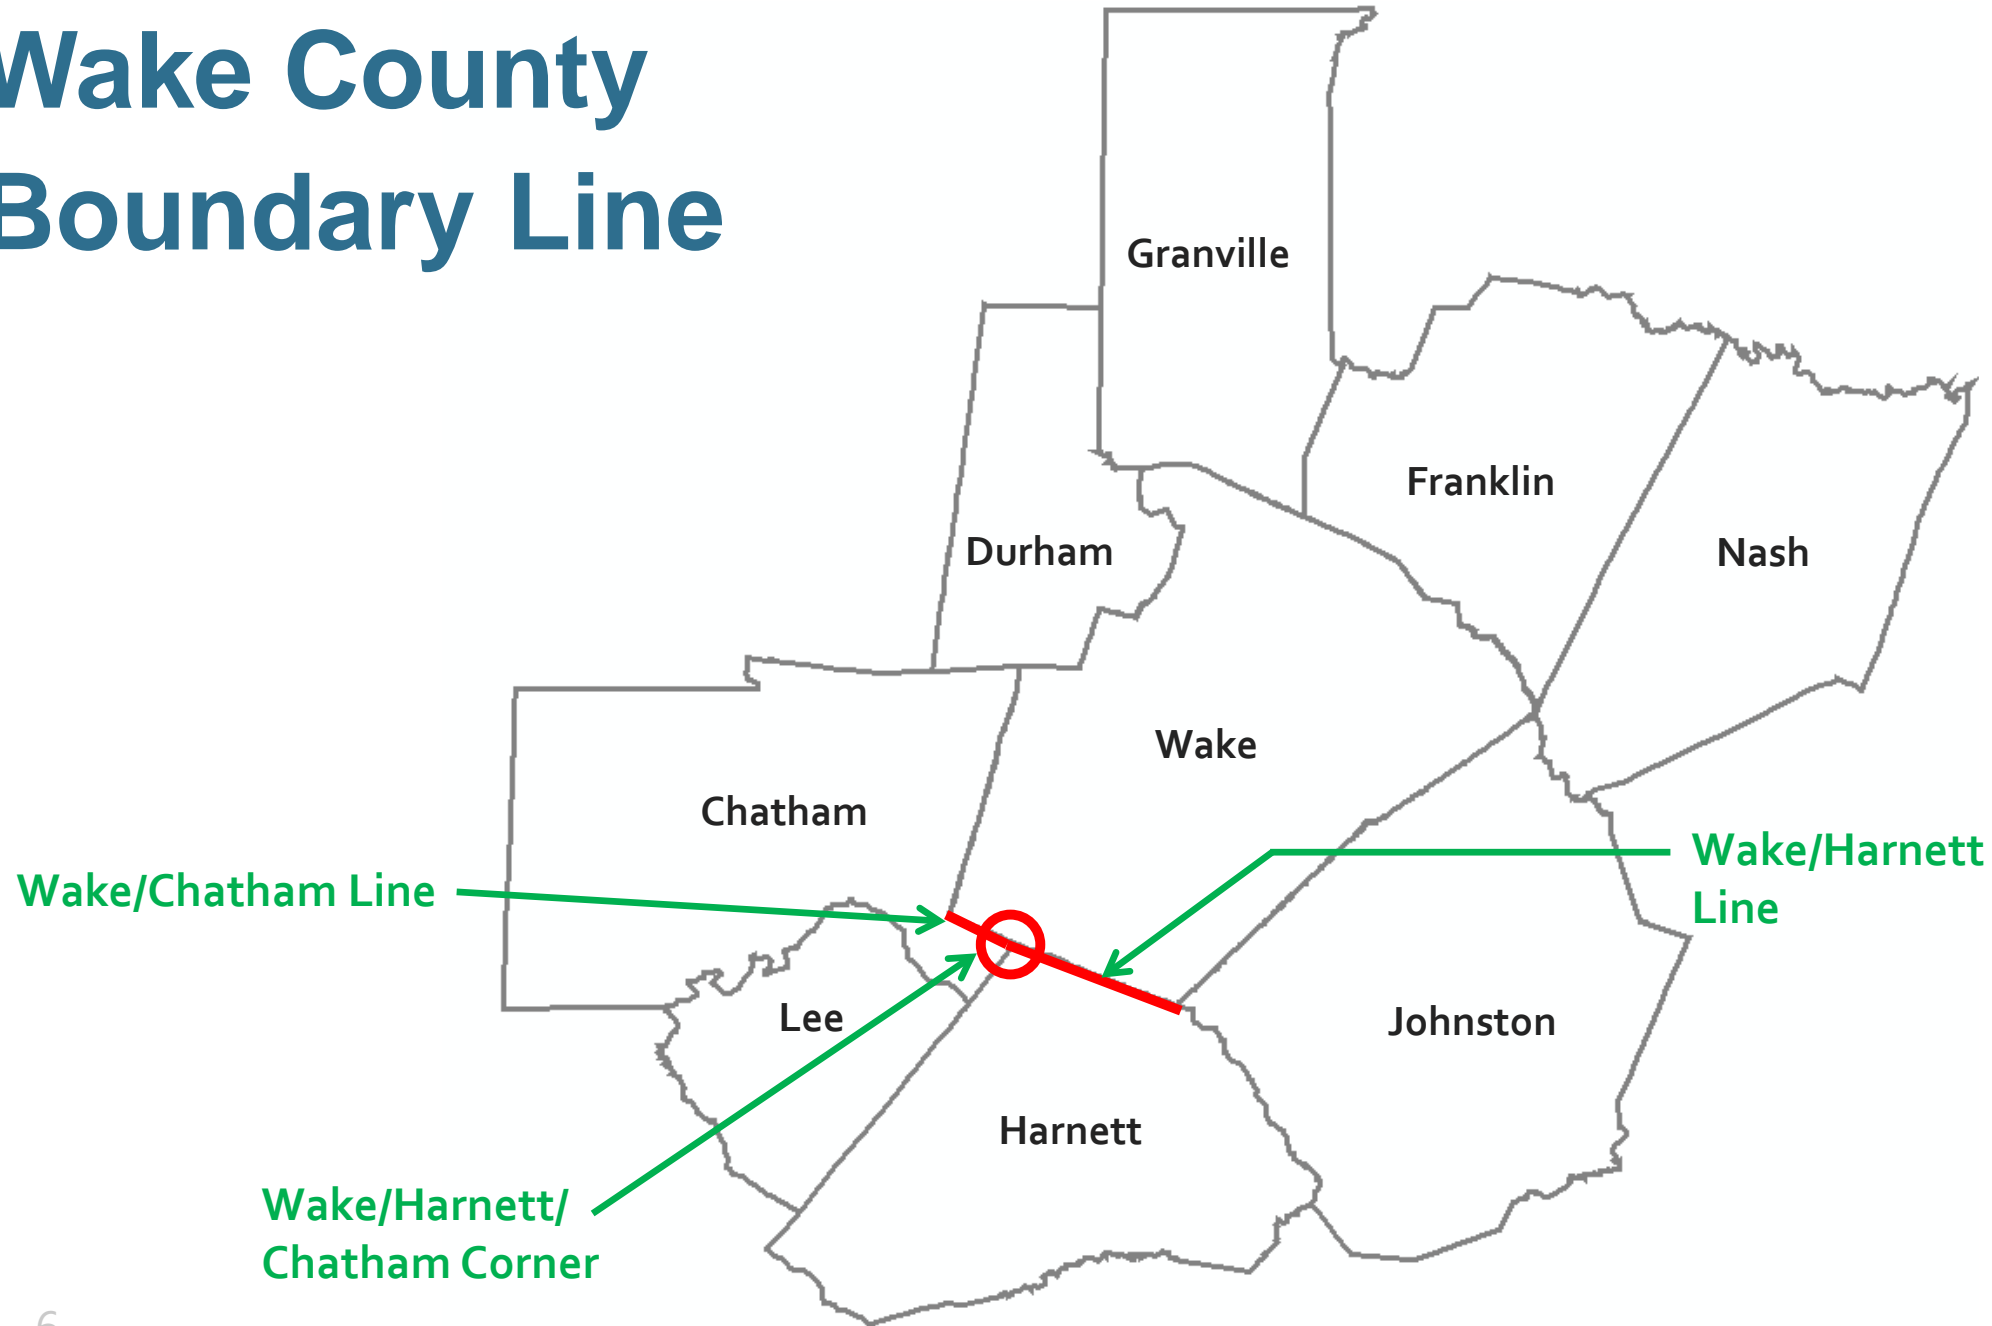 Wake County
Boundary Line
Granville
Franklin
Durham
Nash
Wake
Chatham
Wake/Harnett
Line
Wake/Chatham Line
Lee
Johnston
Harnett
Wake/Harnett/
Chatham Corner
6